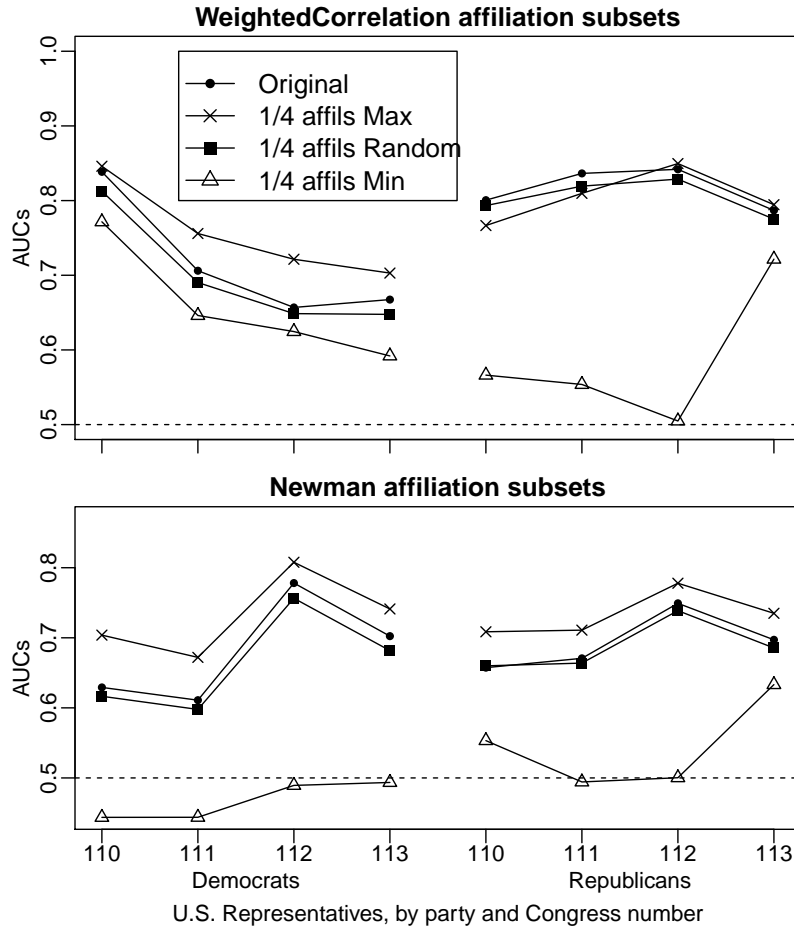 WeightedCorrelation affiliation subsets
1.0
0.9
0.8
0.7
0.6
0.5
AUCs
Original
1/4 affils Max
1/4 affils Random
1/4 affils Min
Newman affiliation subsets
0.8
0.7
0.6
0.5
AUCs
110 111 112 113 110 111 112 113
Democrats Republicans
U.S. Representatives, by party and Congress number